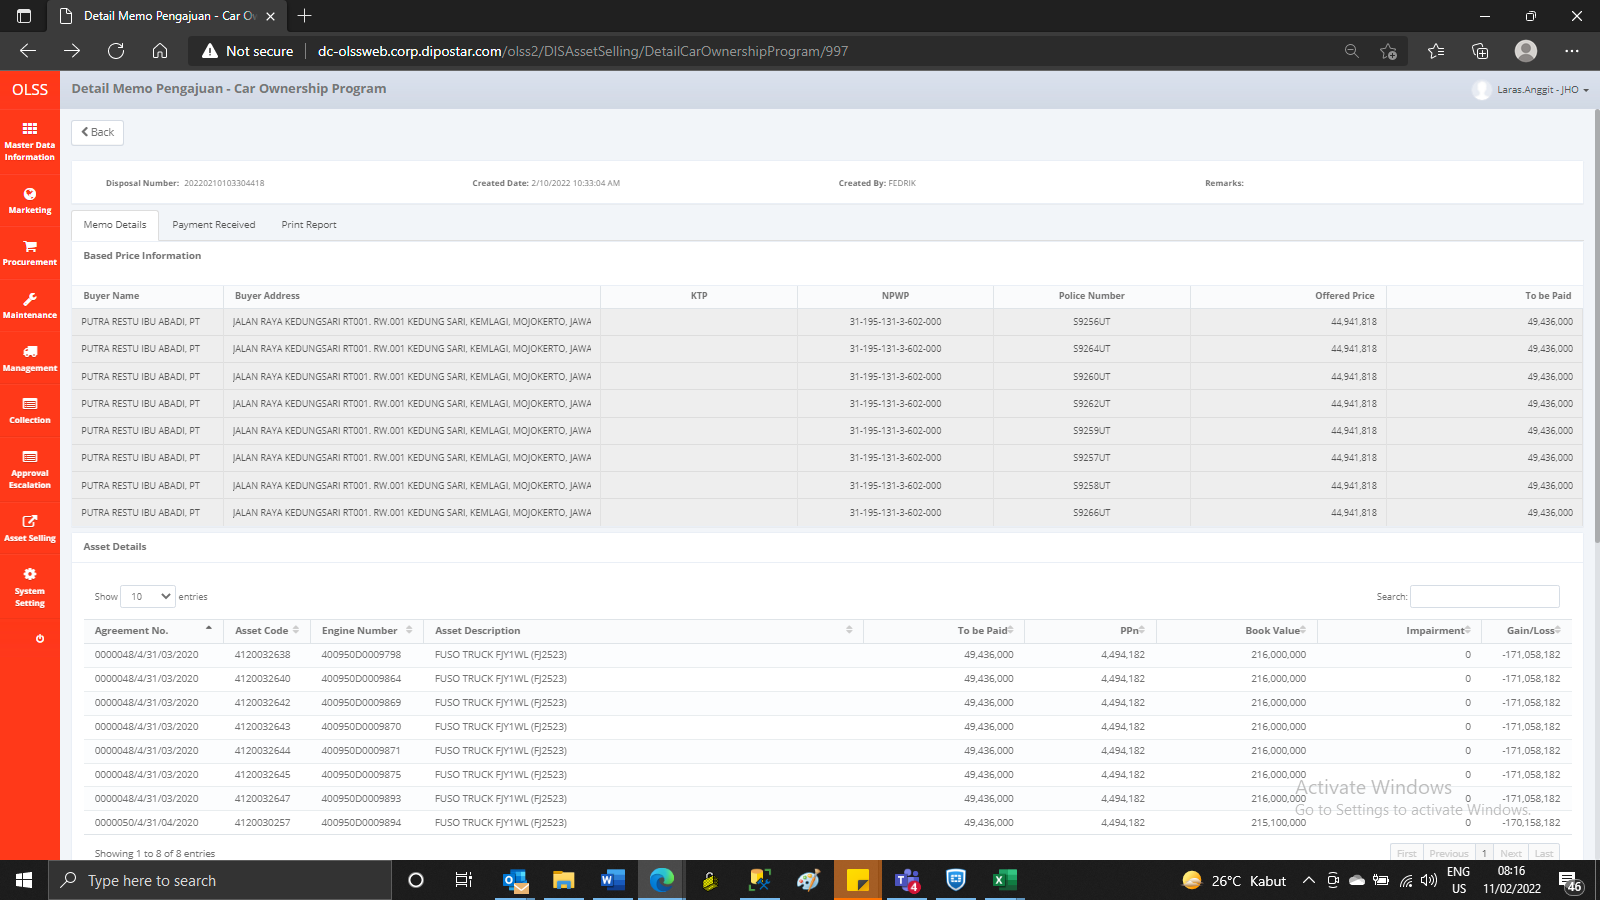 Detail Memo Pengajuan - Car Ow
Not secure dc-olssweb.corp.dipostar.com/olss2/DISAssetSelling/DetailCarOwnershipProgram/997
OLSS
Detail Memo Pengajuan - Car Ownership Program
Laras.Anggit - JHO
Master Data
Information
Marketing
Procurement
Maintenance
Management
Collection
Approval
Escalation
Asset Selling
System
Setting
Back
Disposal Number: 20220210103304418 Created Date: 2/10/2022 10:33:04 AM Created By: FEDRIK Remarks:
Memo Details Payment Received Print Report
Based Price Information
Buyer Name Buyer Address KTP NPWP Police Number Offered Price To be Paid
PUTRA RESTU IBU ABADI, PT JALAN RAYA KEDUNGSARI RT001. RW.001 KEDUNG SARI, KEMLAGI, MOJOKERTO, JAWA 31-195-131-3-602-000 S9256UT 44,941,818 49,436,000
PUTRA RESTU IBU ABADI, PT JALAN RAYA KEDUNGSARI RT001. RW.001 KEDUNG SARI, KEMLAGI, MOJOKERTO, JAWA 31-195-131-3-602-000 S9264UT 44,941,818 49,436,000
PUTRA RESTU IBU ABADI, PT JALAN RAYA KEDUNGSARI RT001. RW.001 KEDUNG SARI, KEMLAGI, MOJOKERTO, JAWA 31-195-131-3-602-000 S9260UT 44,941,818 49,436,000
PUTRA RESTU IBU ABADI, PT JALAN RAYA KEDUNGSARI RT001. RW.001 KEDUNG SARI, KEMLAGI, MOJOKERTO, JAWA 31-195-131-3-602-000 S9262UT 44,941,818 49,436,000
PUTRA RESTU IBU ABADI, PT JALAN RAYA KEDUNGSARI RT001. RW.001 KEDUNG SARI, KEMLAGI, MOJOKERTO, JAWA 31-195-131-3-602-000 S9259UT 44,941,818 49,436,000
PUTRA RESTU IBU ABADI, PT JALAN RAYA KEDUNGSARI RT001. RW.001 KEDUNG SARI, KEMLAGI, MOJOKERTO, JAWA 31-195-131-3-602-000 S9257UT 44,941,818 49,436,000
PUTRA RESTU IBU ABADI, PT JALAN RAYA KEDUNGSARI RT001. RW.001 KEDUNG SARI, KEMLAGI, MOJOKERTO, JAWA 31-195-131-3-602-000 S9258UT 44,941,818 49,436,000
PUTRA RESTU IBU ABADI, PT JALAN RAYA KEDUNGSARI RT001. RW.001 KEDUNG SARI, KEMLAGI, MOJOKERTO, JAWA 31-195-131-3-602-000 S9266UT 44,941,818 49,436,000
Asset Details
Show 10 entries Search:
Agreement No. Asset Code Engine Number Asset Description To be Paid PPn Book Value Impairment Gain/Loss
0000048/4/31/03/2020 4120032638 400950D0009798 FUSO TRUCK FJY1WL (FJ2523) 49,436,000 4,494,182 216,000,000 0 -171,058,182
0000048/4/31/03/2020 4120032640 400950D0009864 FUSO TRUCK FJY1WL (FJ2523) 49,436,000 4,494,182 216,000,000 0 -171,058,182
0000048/4/31/03/2020 4120032642 400950D0009869 FUSO TRUCK FJY1WL (FJ2523) 49,436,000 4,494,182 216,000,000 0 -171,058,182
0000048/4/31/03/2020 4120032643 400950D0009870 FUSO TRUCK FJY1WL (FJ2523) 49,436,000 4,494,182 216,000,000 0 -171,058,182
0000048/4/31/03/2020 4120032644 400950D0009871 FUSO TRUCK FJY1WL (FJ2523) 49,436,000 4,494,182 216,000,000 0 -171,058,182
0000048/4/31/03/2020 4120032645 400950D0009875 FUSO TRUCK FJY1WL (FJ2523) 49,436,000 4,494,182 216,000,000 0 -171,058,182
0000048/4/31/03/2020 4120032647 400950D0009893 FUSO TRUCK FJY1WL (FJ2523) 49,436,000 4,494,182 216,000,000 0 -171,058,182
0000050/4/31/04/2020 4120030257 400950D0009894 FUSO TRUCK FJY1WL (FJ2523) 49,436,000 4,494,182 215,100,000 0 -170,158,182
Activate Windows
Go to Settings to activate Windows.
Showing 1 to 8 of 8 entries First Previous 1 Next Last
Type here to search
4
26°C Kabut
ENG
US
08:16
11/02/2022
46